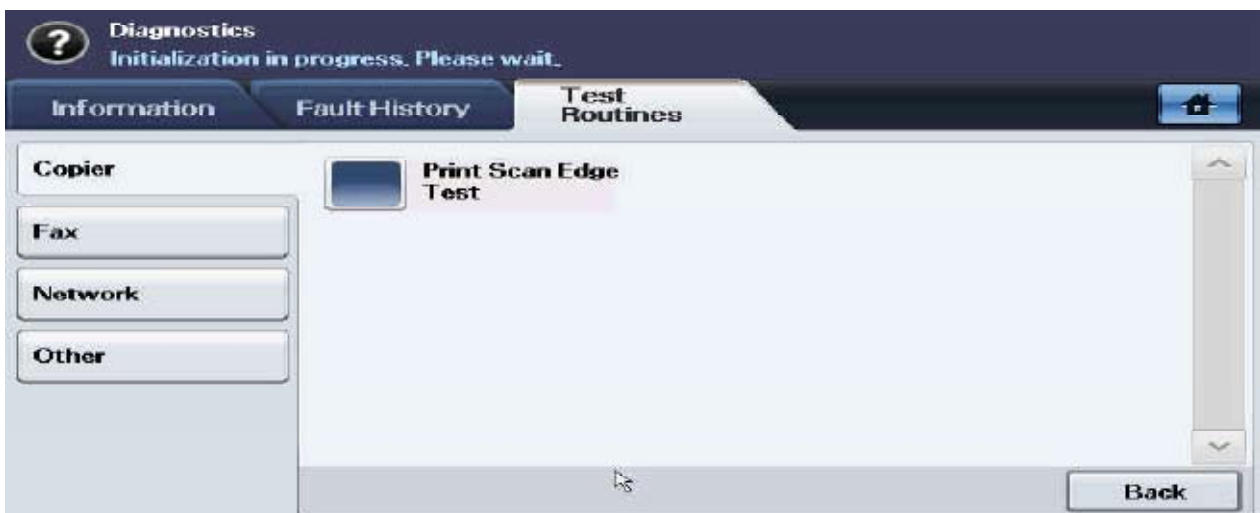 Diagnostics
Initialization in progress. Please wait.
Information
Fault History
Test
Routines
Copier
Print Scan Edge
Test
Fax
Network
Other
Back